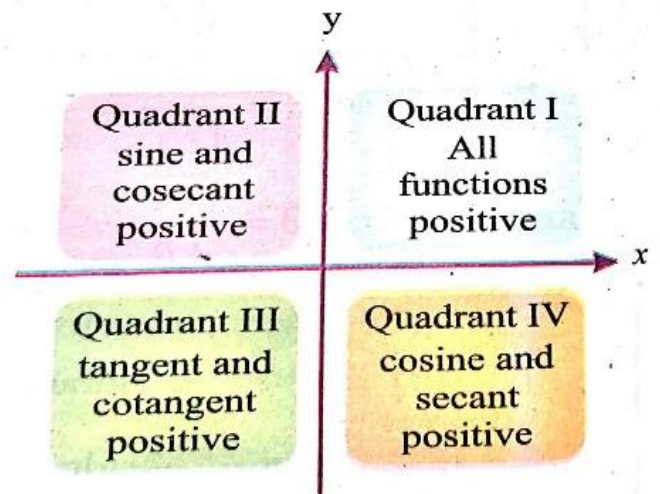 y
Quadrant II
sine and
cosecant
positive
Quadrant I
All
functions
positive
x
Quadrant III
tangent and
cotangent
positive
Quadrant IV
cosine and
secant
positive